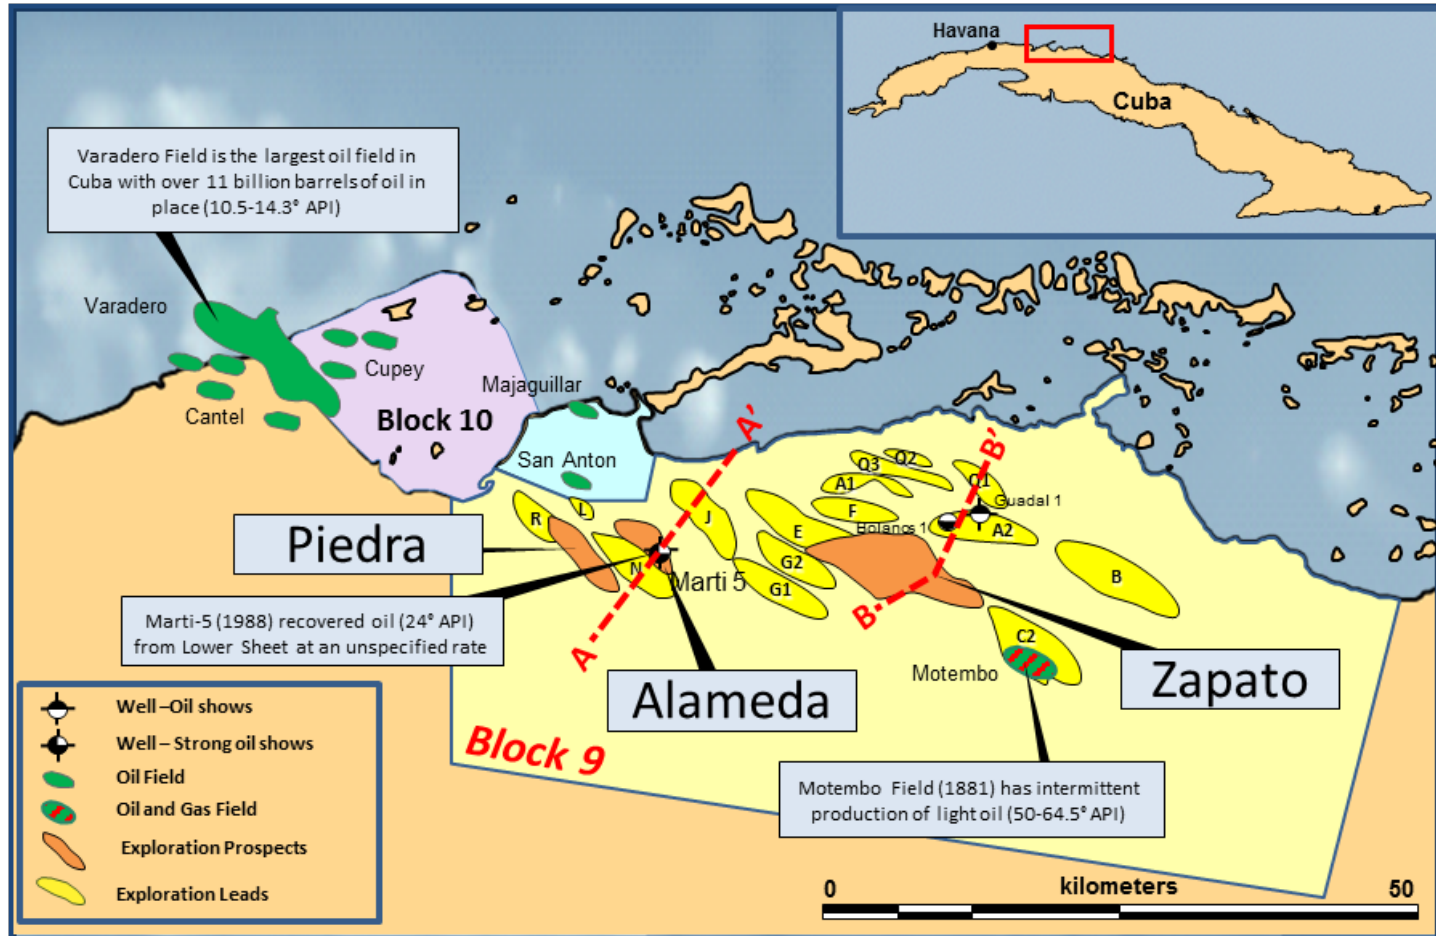 Havana
Cuba
Varadero Field is the largest oil field in
Cuba with over 11 billion barrels of oil in
place (10.5-14.3° API)
Varadero
Cupey
Cantel
Block 10
Majaguillar
San Anton
A'
B'
Q2
Q3
Q1
A1
Guadal 1
F
Bolanos 1
A2
L
R
J
E
Piedra
G2
N
Marti 5
G1
B
B
Marti-5 (1988) recovered oil (24° API)
from Lower Sheet at an unspecified rate
A
C2
Motembo
Zapato
Alameda
Block 9
Well –Oil shows
Well – Strong oil shows
Oil Field
Oil and Gas Field
Exploration Prospects
Exploration Leads
Motembo Field (1881) has intermittent
production of light oil (50-64.5° API)
0 kilometers 50